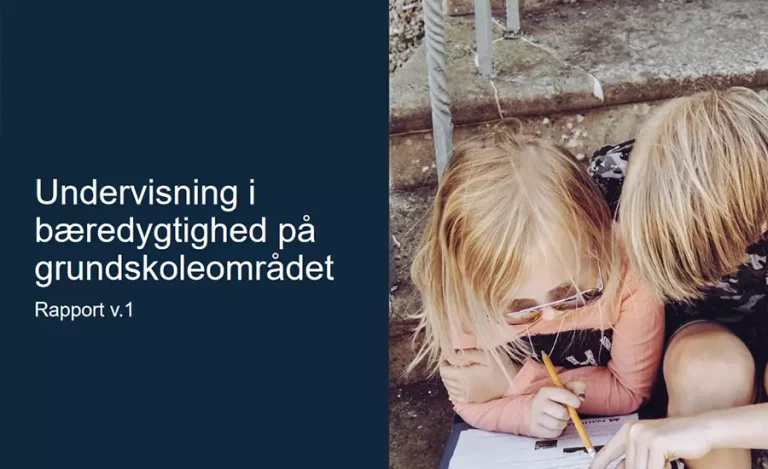 Undervisning i
bæredygtighed på
grundskoleområdet
Rapport v.1